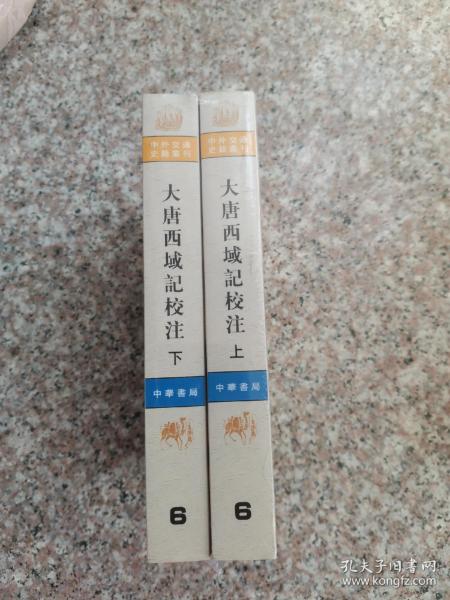 中外交通
史籍叢刊
大唐西域記校注 下
中華書局
6
中外交通
史籍叢刊
大唐西域記校注 上
中華書局
6
孔夫子旧书网
www.kongfz.com